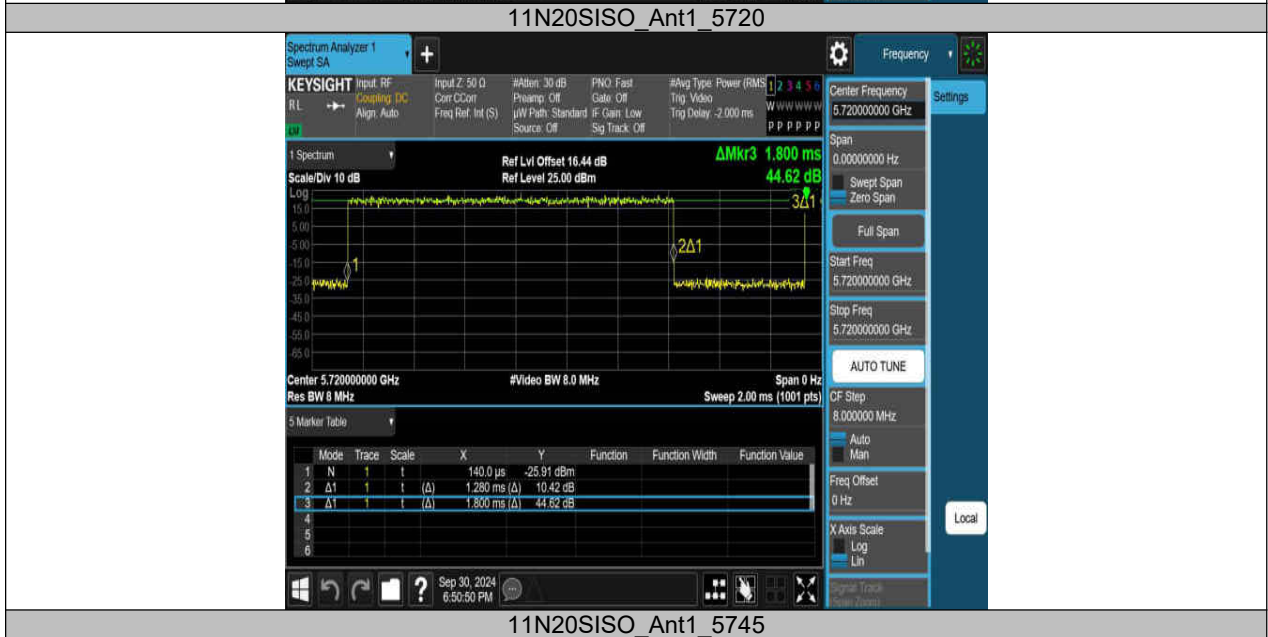 11N20SISO_Ant1_5720
Spectrum Analyzer 1
Swept SA
+
Frequency
KEYSIGHT Input: RF Input Z: 50 Ω #Atten: 30 dB PNO: Fast #Avg Type: Power (RMS 1 2 3 4 5 6
RL Coupling: DC Corr CCorr Preamp: Off Gate: Off Trig: Video W W W W W W
Align: Auto Freq Ref: Int (S) µW Path: Standard IF Gain: Low Trig Delay: -2.000 ms
LXI Source: Off Sig Track: Off P P P P P P
Center Frequency
5.720000000 GHz
Settings
1 Spectrum
Ref Lvl Offset 16.44 dB
ΔMkr3 1.800 ms
Scale/Div 10 dB
Ref Level 25.00 dBm
44.62 dB
Log
15.0
5.00
-5.00
-15.0
-25.0
-35.0
-45.0
-55.0
-65.0
1
2Δ1
3Δ1
Center 5.720000000 GHz #Video BW 8.0 MHz Span 0 Hz
Res BW 8 MHz Sweep 2.00 ms (1001 pts)
Span
0.00000000 Hz
Swept Span
Zero Span
Full Span
Start Freq
5.720000000 GHz
Stop Freq
5.720000000 GHz
AUTO TUNE
CF Step
8.000000 MHz
Auto
Man
Freq Offset
0 Hz
X Axis Scale
Log
Lin
Signal Track
(Span Zoom)
Local
5 Marker Table
Mode Trace Scale X Y Function Function Width Function Value
1 N 1 t 140.0 µs -25.91 dBm
2 Δ1 1 t (Δ) 1.280 ms (Δ) 10.42 dB
3 Δ1 1 t (Δ) 1.800 ms (Δ) 44.62 dB
4
5
6
?
Sep 30, 2024
6:50:50 PM
11N20SISO_Ant1_5745